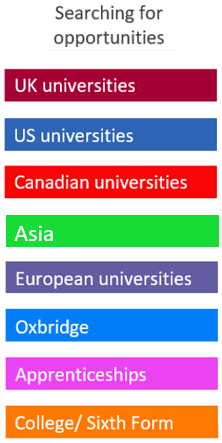 Searching for
opportunities
UK universities
US universities
Canadian universities
Asia
European universities
Oxbridge
Apprenticeships
College/ Sixth Form